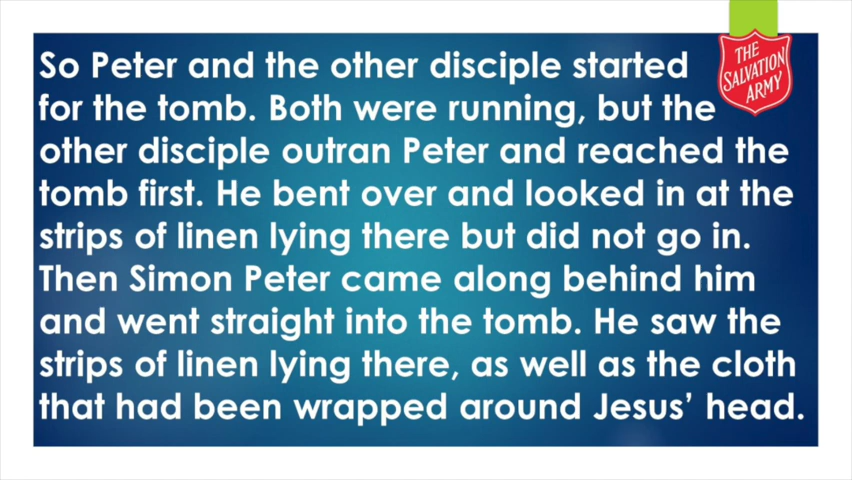 So Peter and the other disciple started
for the tomb. Both were running, but the
other disciple outran Peter and reached the
tomb first. He bent over and looked in at the
strips of linen lying there but did not go in.
Then Simon Peter came along behind him
and went straight into the tomb. He saw the
strips of linen lying there, as well as the cloth
that had been wrapped around Jesus’ head.
THE
SALVATION
ARMY